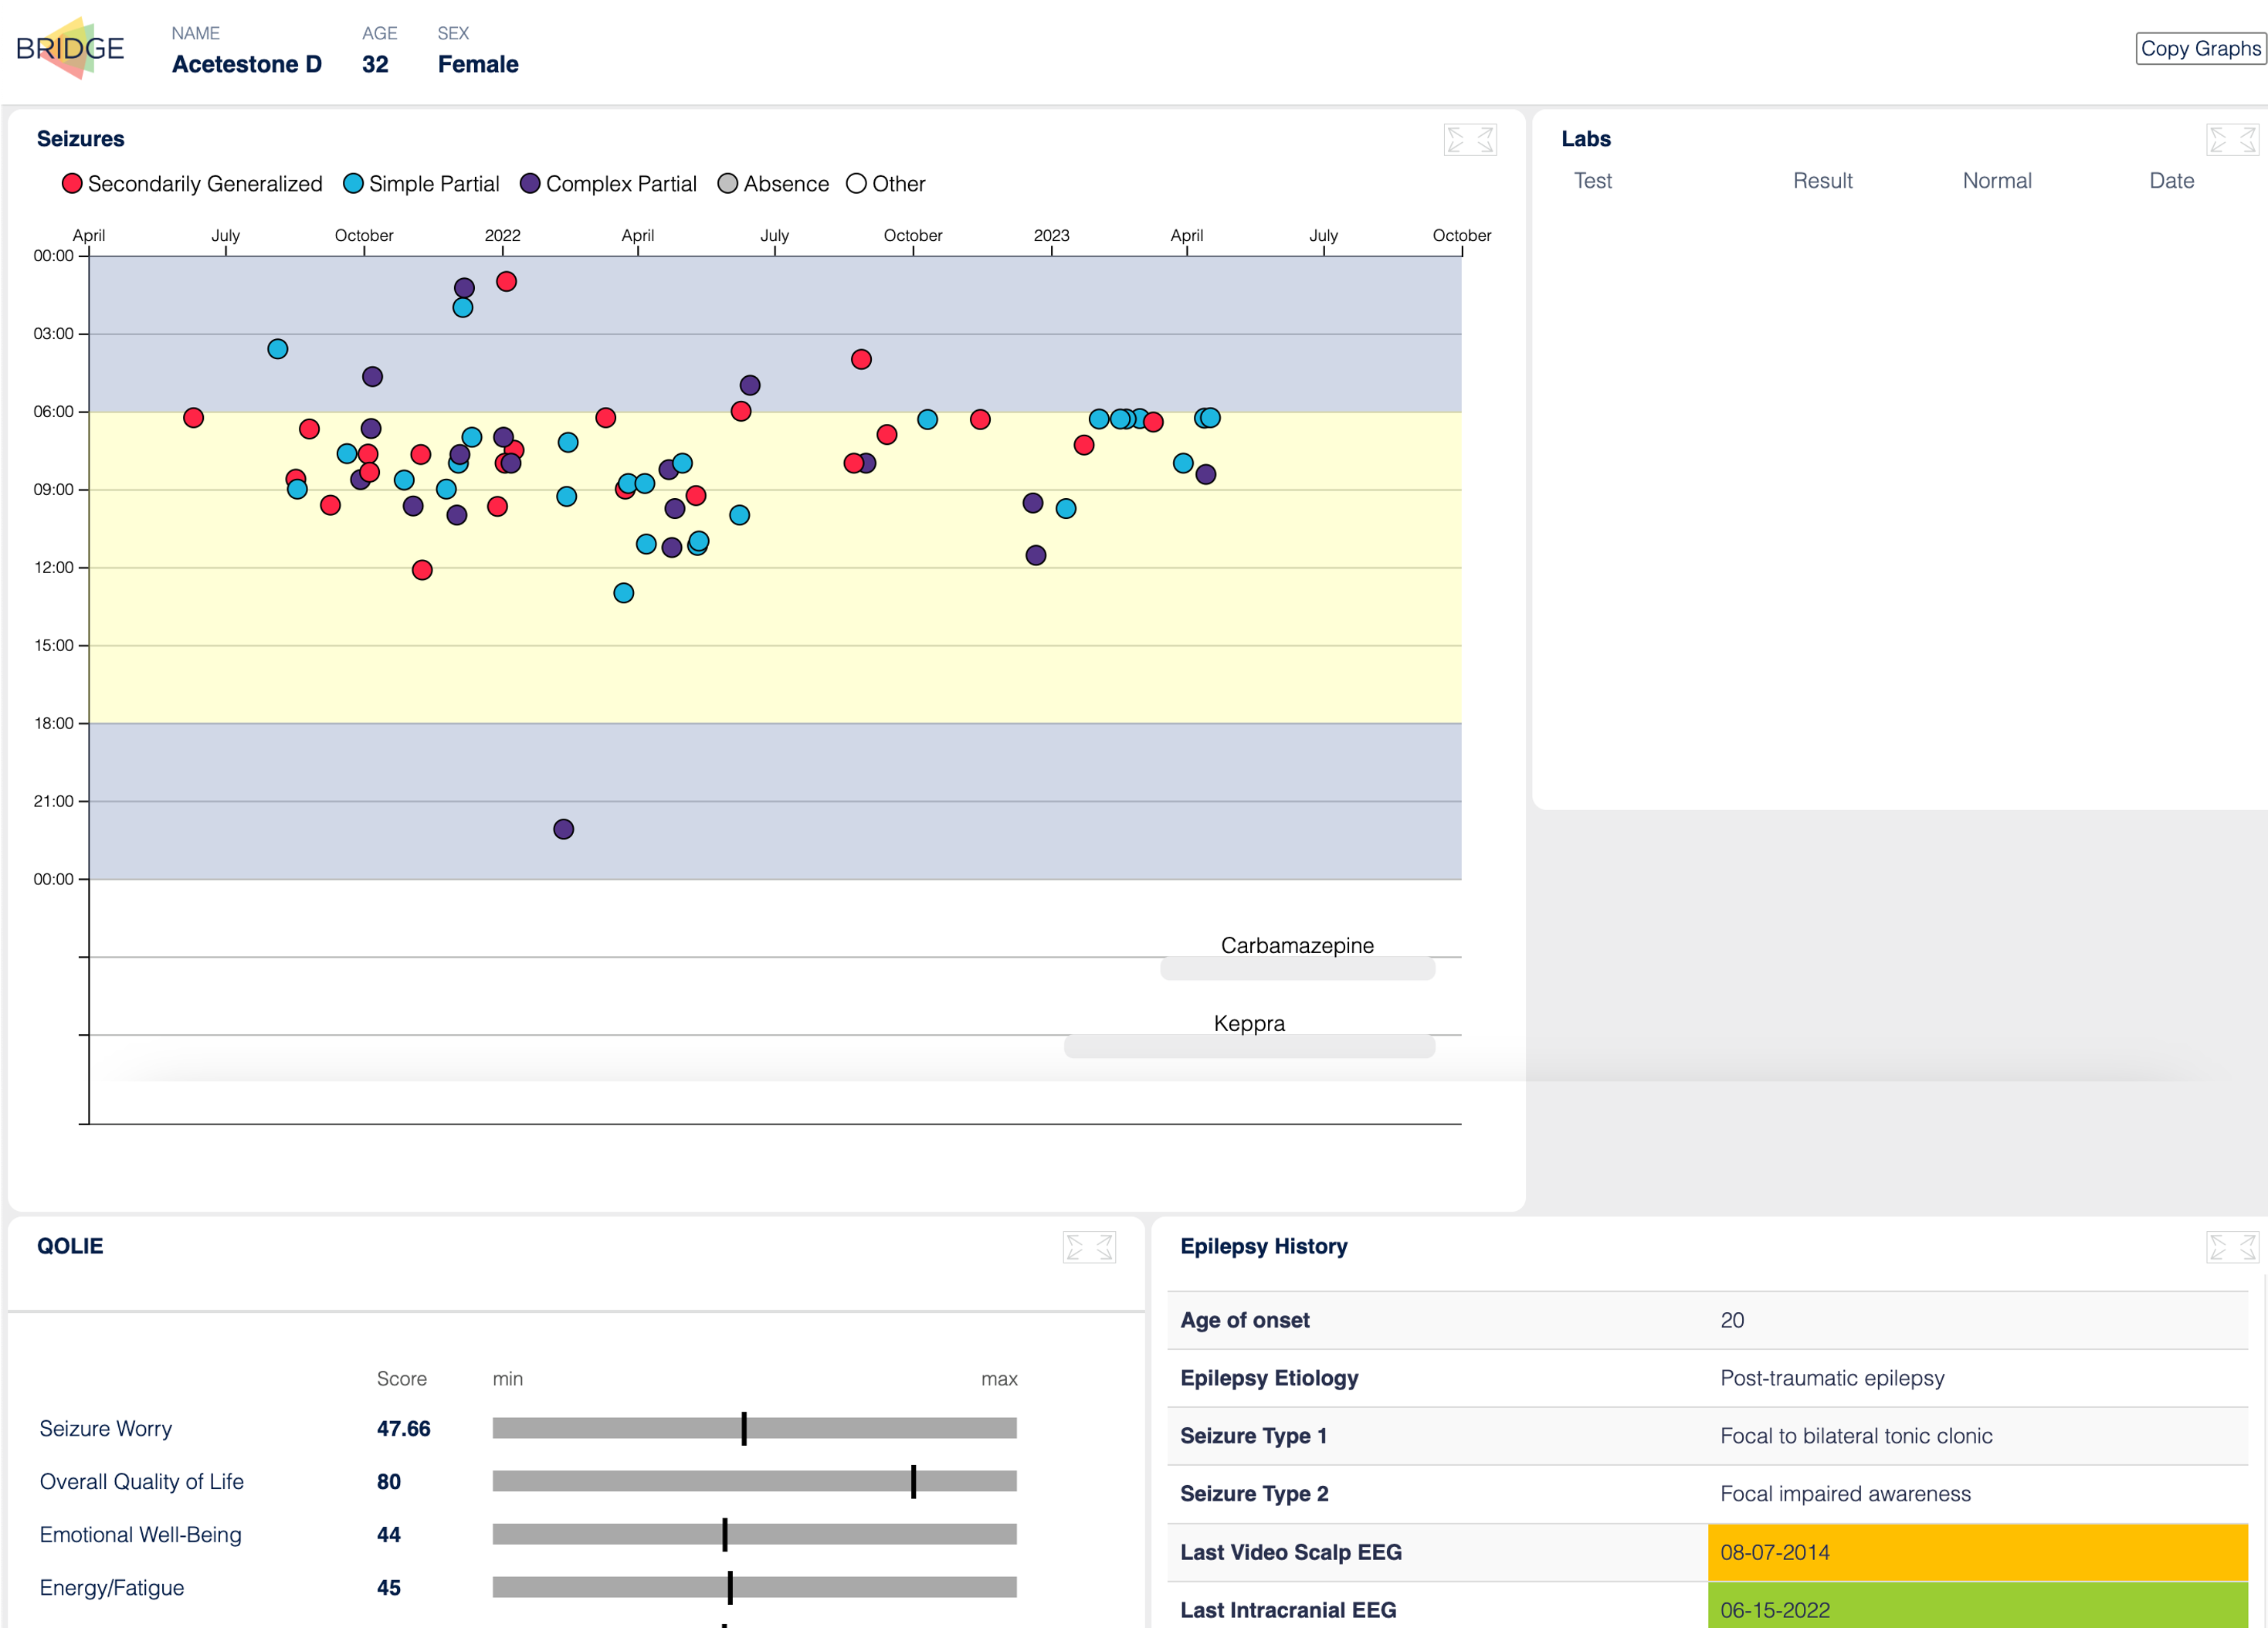 BRIDGE
NAME AGE SEX
Acetestone D 32 Female
Copy Graphs
Seizures
Secondarily Generalized Simple Partial Complex Partial Absence Other
April July October 2022 April July October 2023 April July October
00:00
03:00
06:00
09:00
12:00
15:00
18:00
21:00
00:00
Carbamazepine
Keppra
Labs
Test Result Normal Date
QOLIE
Score min max
Seizure Worry 47.66
Overall Quality of Life 80
Emotional Well-Being 44
Energy/Fatigue 45
Epilepsy History
Age of onset 20
Epilepsy Etiology Post-traumatic epilepsy
Seizure Type 1 Focal to bilateral tonic clonic
Seizure Type 2 Focal impaired awareness
Last Video Scalp EEG 08-07-2014
Last Intracranial EEG 06-15-2022